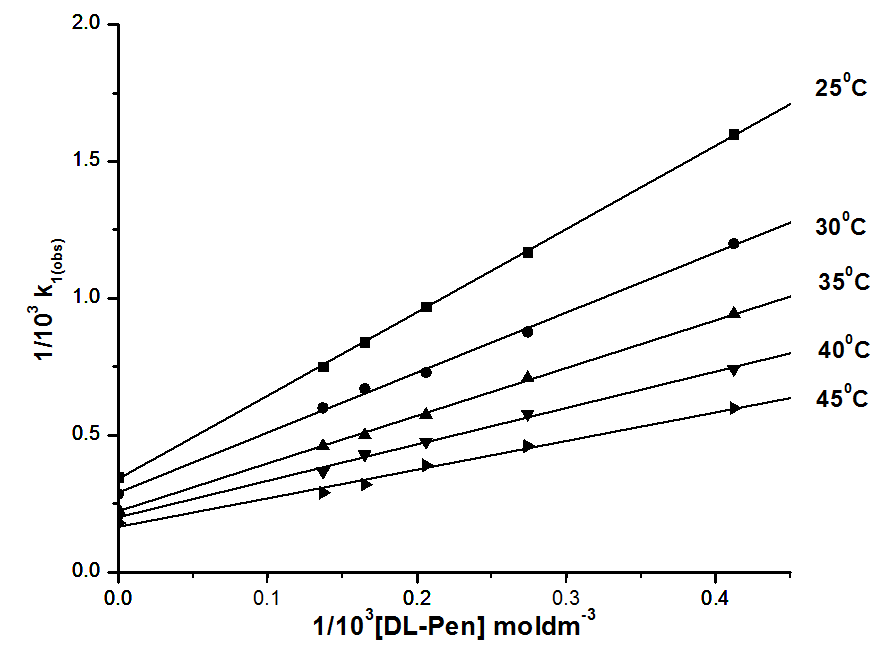 2.0
25⁰C
1.5
30⁰C
1/10³ k₁₍obs₎
1.0
35⁰C
40⁰C
0.5
45⁰C
0.0
0.0 0.1 0.2 0.3 0.4
1/10³[DL-Pen] moldm⁻³